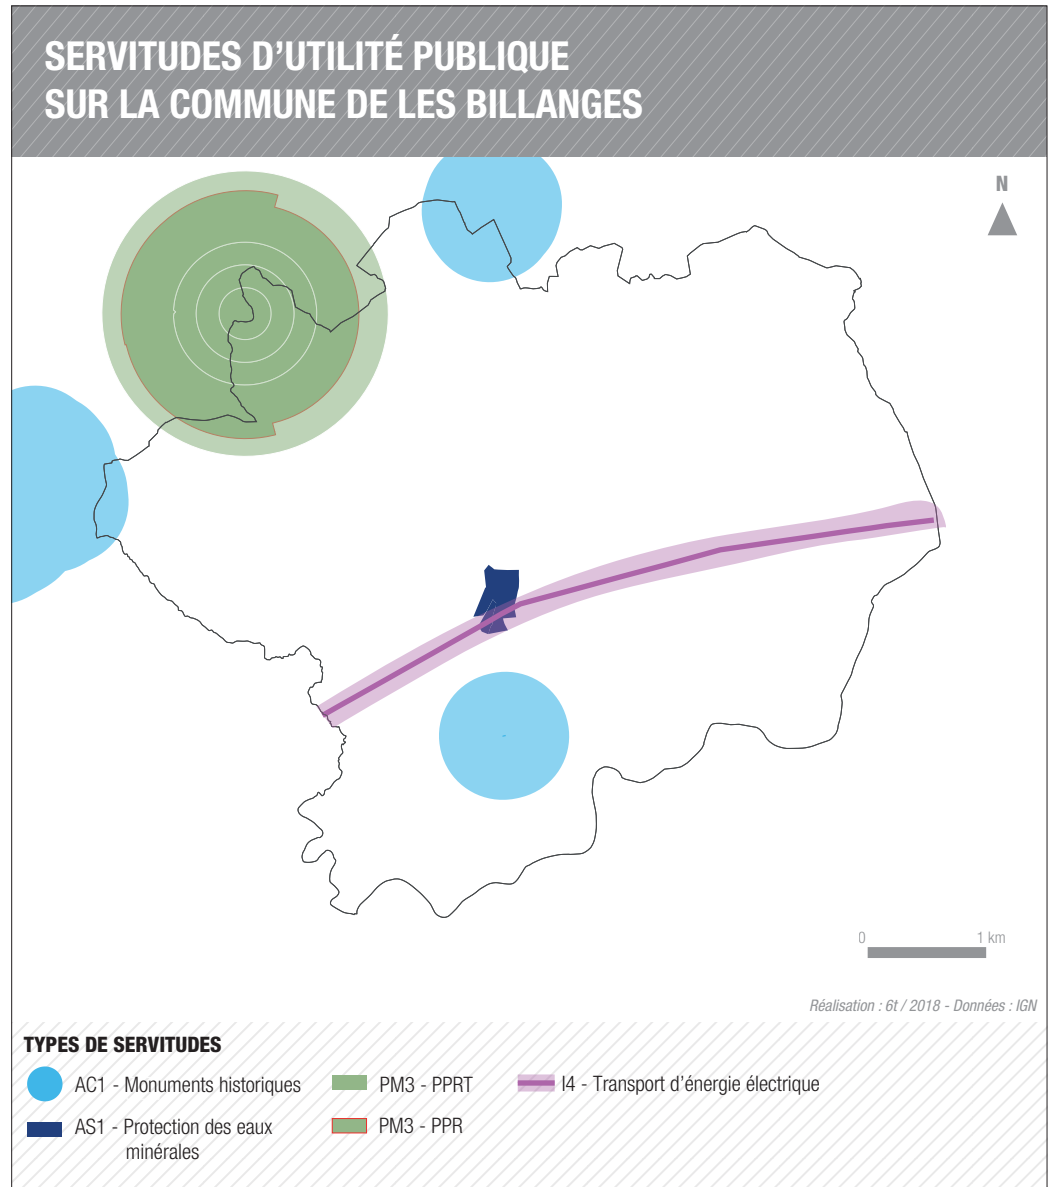 SERVITUDES D’UTILITÉ PUBLIQUE
SUR LA COMMUNE DE LES BILLANGES
N
0 1 km
Réalisation : 6t / 2018 - Données : IGN
TYPES DE SERVITUDES
AC1 - Monuments historiques
AS1 - Protection des eaux
minérales
PM3 - PPRT
PM3 - PPR
I4 - Transport d’énergie électrique